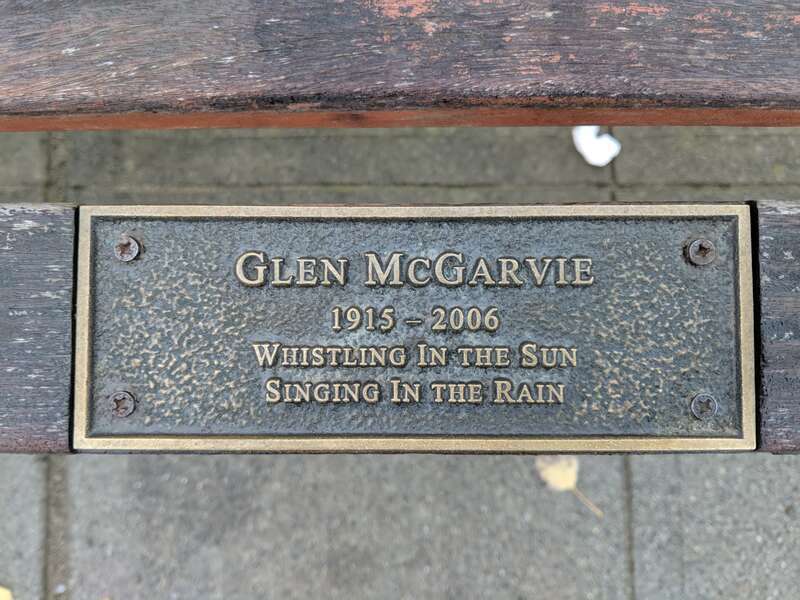 Glen McGarvie
1915 – 2006
Whistling In the Sun
Singing In the Rain